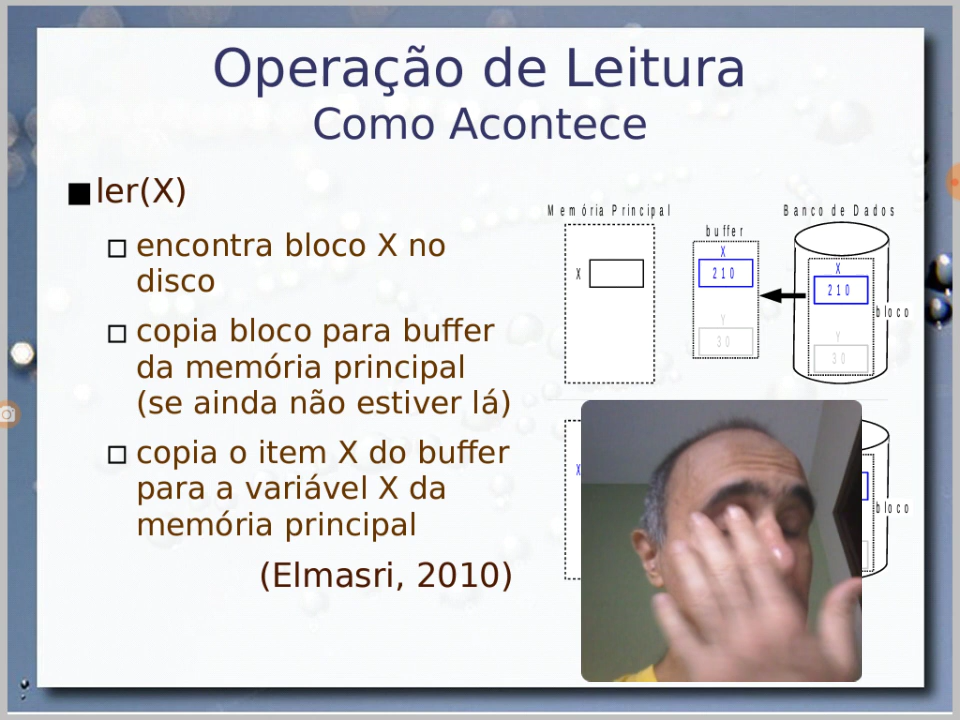 Operação de Leitura
Como Acontece
ler(X)
encontra bloco X no
disco
copia bloco para buffer
da memória principal
(se ainda não estiver lá)
copia o item X do buffer
para a variável X da
memória principal
(Elmasri, 2010)
Memória Principal
Banco de Dados
buffer
X
X
210
X
210
bloco
Y
30
Y
30
X
bloco